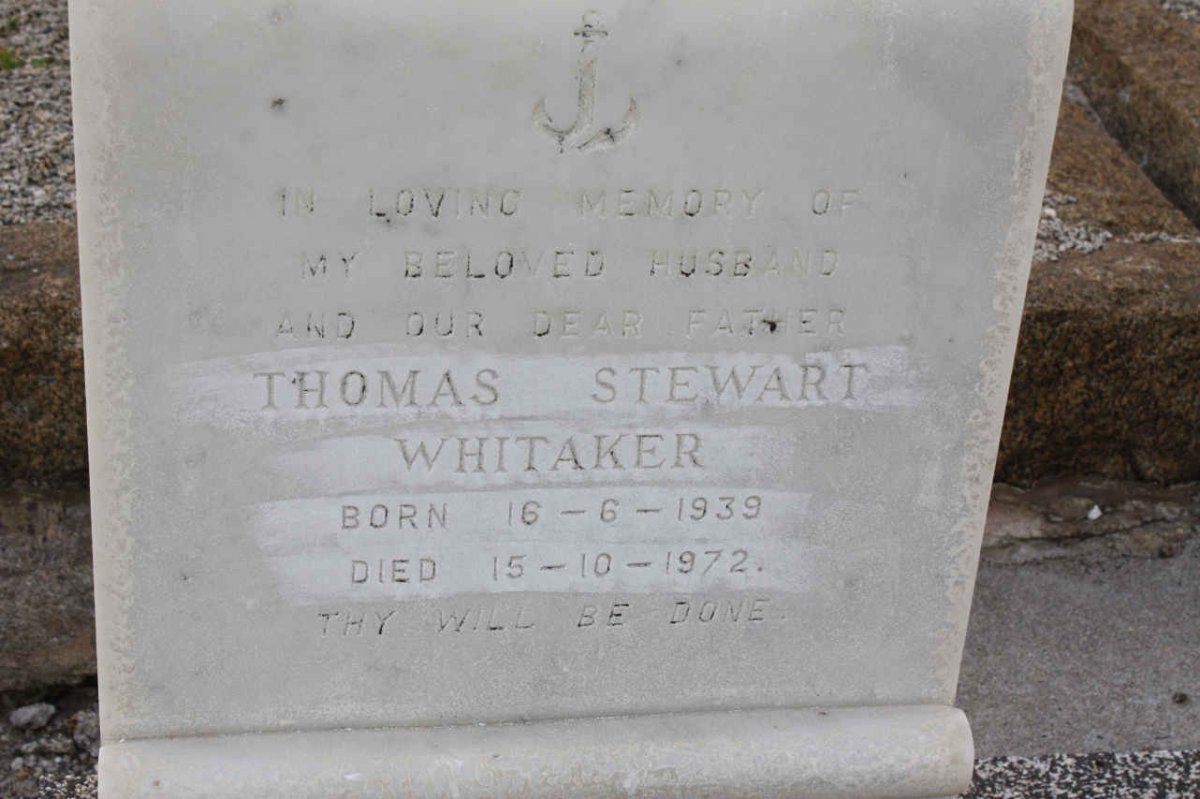 IN LOVING MEMORY OF
MY BELOVED HUSBAND
AND OUR DEAR FATHER
THOMAS STEWART
WHITAKER
BORN 16-6-1939
DIED 15-10-1972.
THY WILL BE DONE.